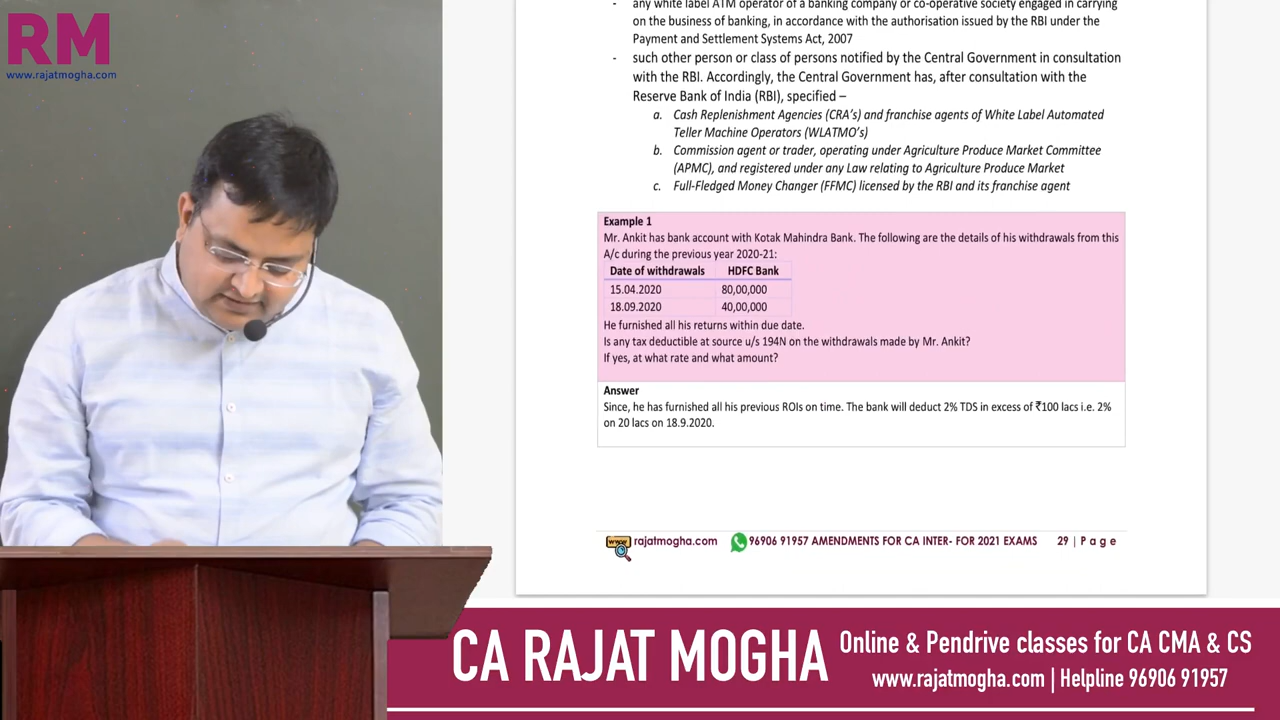 RM
www.rajatmogha.com
- any white label ATM operator of a banking company or co-operative society engaged in carrying
on the business of banking, in accordance with the authorisation issued by the RBI under the
Payment and Settlement Systems Act, 2007
- such other person or class of persons notified by the Central Government in consultation
with the RBI. Accordingly, the Central Government has, after consultation with the
Reserve Bank of India (RBI), specified –
a. Cash Replenishment Agencies (CRA's) and franchise agents of White Label Automated
Teller Machine Operators (WLATMO's)
b. Commission agent or trader, operating under Agriculture Produce Market Committee
(APMC), and registered under any Law relating to Agriculture Produce Market
c. Full-Fledged Money Changer (FFMC) licensed by the RBI and its franchise agent
Example 1
Mr. Ankit has bank account with Kotak Mahindra Bank. The following are the details of his withdrawals from this
A/c during the previous year 2020-21:
Date of withdrawals HDFC Bank
15.04.2020 80,00,000
18.09.2020 40,00,000
He furnished all his returns within due date.
Is any tax deductible at source u/s 194N on the withdrawals made by Mr. Ankit?
If yes, at what rate and what amount?
Answer
Since, he has furnished all his previous ROIs on time. The bank will deduct 2% TDS in excess of ₹100 lacs i.e. 2%
on 20 lacs on 18.9.2020.
www rajatmogha.com 96906 91957 AMENDMENTS FOR CA INTER- FOR 2021 EXAMS 29 | P a g e
CA RAJAT MOGHA
Online & Pendrive classes for CA CMA & CS
www.rajatmogha.com | Helpline 96906 91957